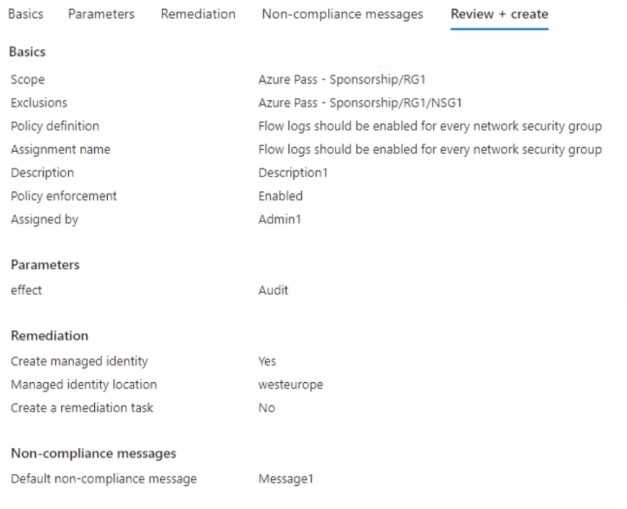 Basics Parameters Remediation Non-compliance messages Review + create
Basics
Scope Azure Pass - Sponsorship/RG1
Exclusions Azure Pass - Sponsorship/RG1/NSG1
Policy definition Flow logs should be enabled for every network security group
Assignment name Flow logs should be enabled for every network security group
Description Description1
Policy enforcement Enabled
Assigned by Admin1
Parameters
effect Audit
Remediation
Create managed identity Yes
Managed identity location westeurope
Create a remediation task No
Non-compliance messages
Default non-compliance message Message1